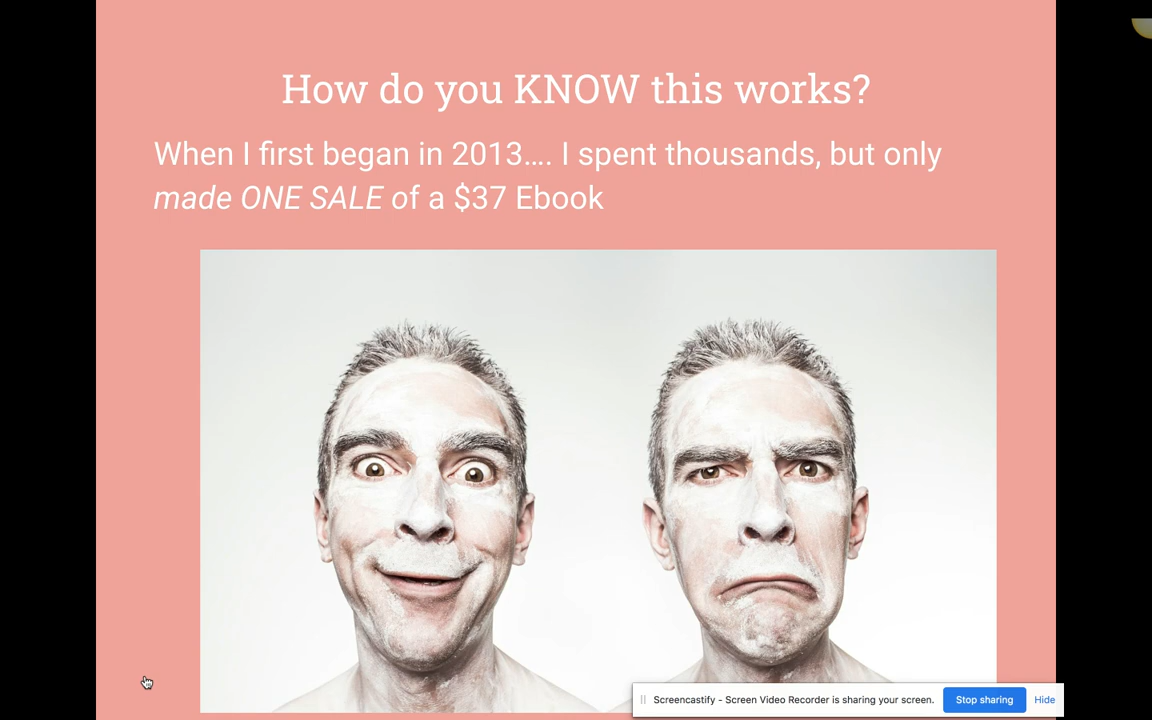 How do you KNOW this works?
When I first began in 2013.... I spent thousands, but only
made ONE SALE of a $37 Ebook
Screencastify - Screen Video Recorder is sharing your screen. Stop sharing Hide